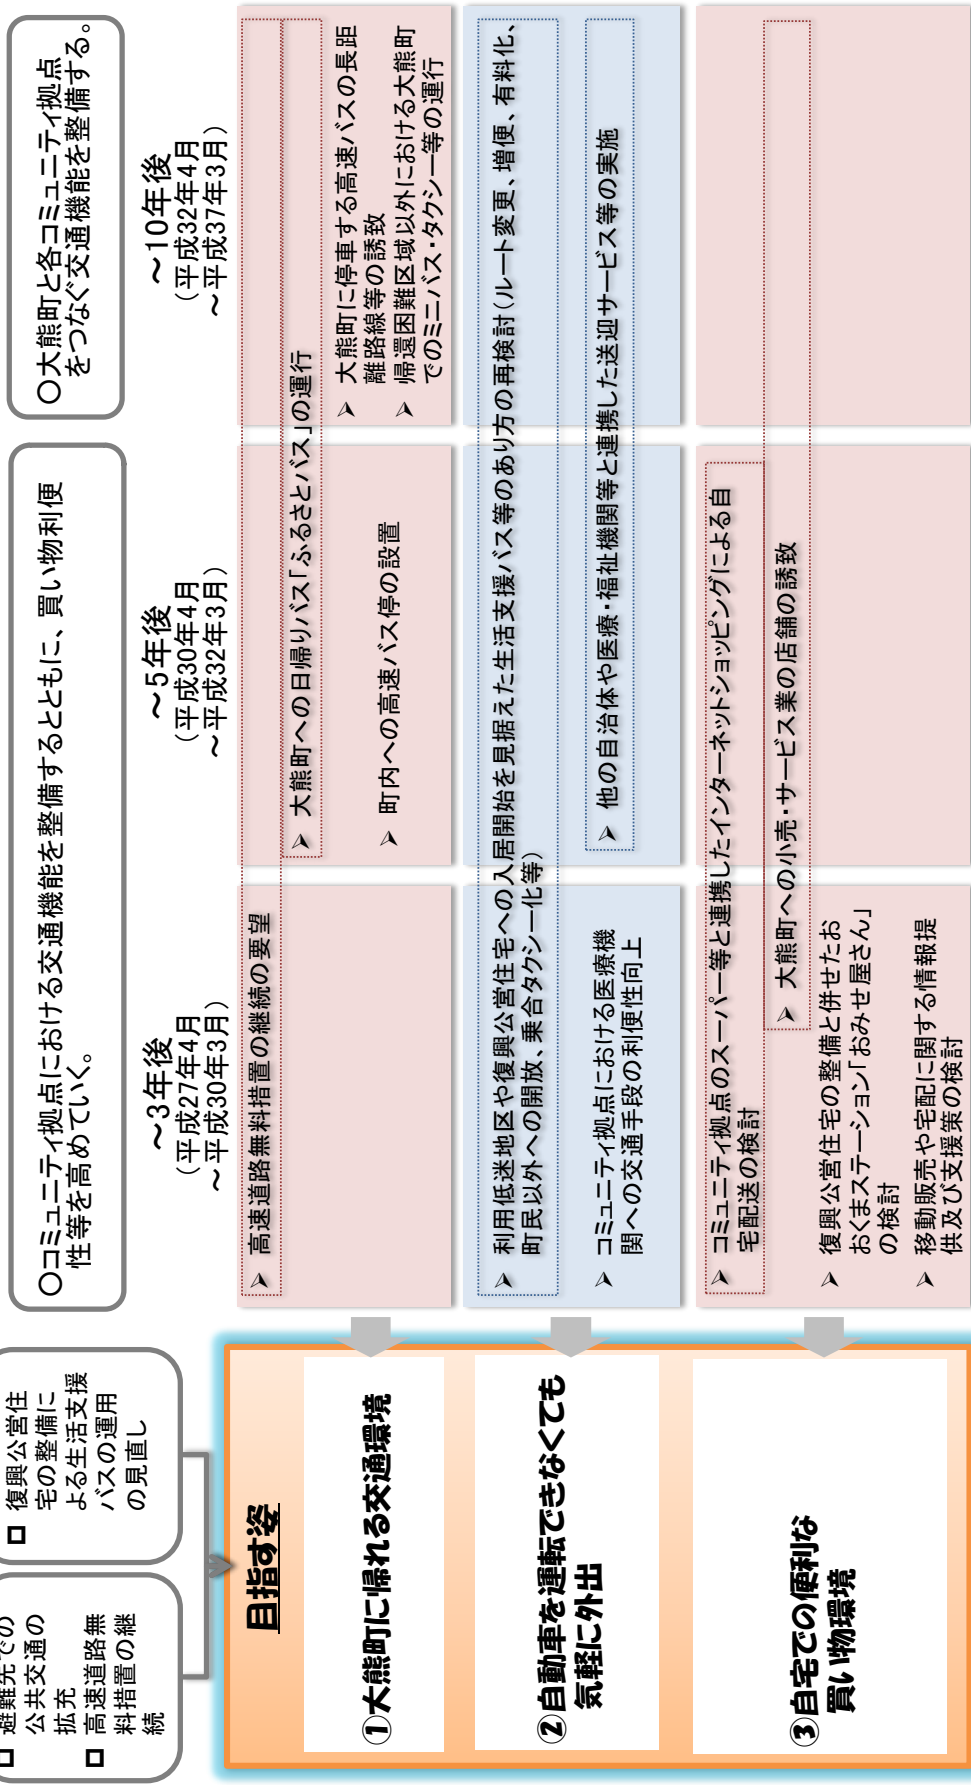 避難先での
公共交通の
拡充
高速道路無
料措置の継
続
復興公営住
宅の整備に
よる生活支援
バスの運用
の見直し
〇コミュニティ拠点における交通機能を整備するとともに、買い物利便
性等を高めていく。
〇大熊町と各コミュニティ拠点
をつなぐ交通機能を整備する。
目指す姿
～3年後
（平成27年4月
～平成30年3月）
～5年後
（平成30年4月
～平成32年3月）
～10年後
（平成32年4月
～平成37年3月）
①大熊町に帰れる交通環境
➢ 高速道路無料措置の継続の要望
➢ 大熊町への日帰りバス「ふるさとバス」の運行
➢ 町内への高速バス停の設置
➢ 大熊町に停車する高速バスの長距
離路線等の誘致
➢ 帰還困難区域以外における大熊町
でのミニバス・タクシー等の運行
②自動車を運転できなくても
気軽に外出
➢ 利用低迷地区や復興公営住宅への入居開始を見据えた生活支援バス等のあり方の再検討（ルート変更、増便、有料化、
町民以外への開放、乗合タクシー化等）
➢ コミュニティ拠点における医療機
関への交通手段の利便性向上
➢ 他の自治体や医療・福祉機関等と連携した送迎サービス等の実施
③自宅での便利な
買い物環境
➢ コミュニティ拠点のスーパー等と連携したインターネットショッピングによる自
宅配送の検討
➢ 大熊町への小売・サービス業の店舗の誘致
➢ 復興公営住宅の整備と併せたお
おくまステーション「おみせ屋さん」
の検討
➢ 移動販売や宅配に関する情報提
供及び支援策の検討